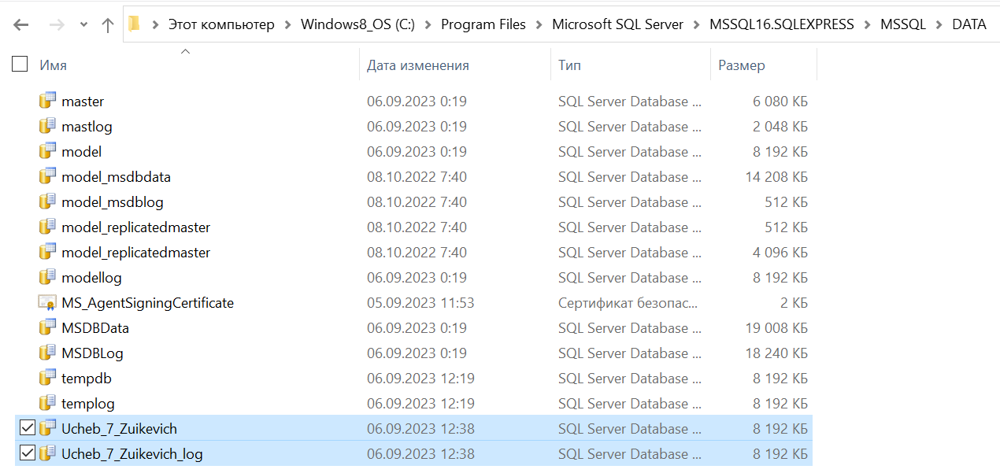 Этот компьютер > Windows8_OS (C:) > Program Files > Microsoft SQL Server > MSSQL16.SQLEXPRESS > MSSQL > DATA
Имя Дата изменения Тип Размер
master 06.09.2023 0:19 SQL Server Database ... 6 080 КБ
mastlog 06.09.2023 0:19 SQL Server Database ... 2 048 КБ
model 06.09.2023 0:19 SQL Server Database ... 8 192 КБ
model_msdbdata 08.10.2022 7:40 SQL Server Database ... 14 208 КБ
model_msdblog 08.10.2022 7:40 SQL Server Database ... 512 КБ
model_replicatedmaster 08.10.2022 7:40 SQL Server Database ... 512 КБ
model_replicatedmaster 08.10.2022 7:40 SQL Server Database ... 4 096 КБ
modellog 06.09.2023 0:19 SQL Server Database ... 8 192 КБ
MS_AgentSigningCertificate 05.09.2023 11:53 Сертификат безопас... 2 КБ
MSDBData 06.09.2023 0:19 SQL Server Database ... 19 008 КБ
MSDBLog 06.09.2023 0:19 SQL Server Database ... 18 240 КБ
tempdb 06.09.2023 12:19 SQL Server Database ... 8 192 КБ
templog 06.09.2023 12:19 SQL Server Database ... 8 192 КБ
Ucheb_7_Zuikevich 06.09.2023 12:38 SQL Server Database ... 8 192 КБ
Ucheb_7_Zuikevich_log 06.09.2023 12:38 SQL Server Database ... 8 192 КБ